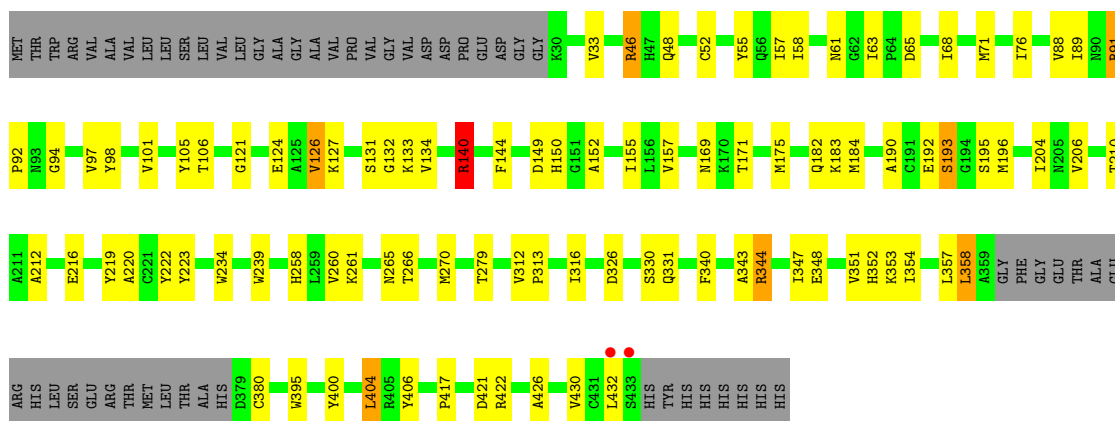 MET THR TRP ARG VAL ALA VAL LEU LEU SER LEU VAL LEU GLY ALA GLY ALA VAL PRO VAL GLY VAL ASP ASP PRO GLU ASP GLY GLY K30 V33 R46 H47 Q48 C52 Y55 Q56 I57 I58 N61 G62 I63 P64 D65 I68 M71 I76 V88 I89 N90 R91
P92 N93 G94 V97 Y98 V101 Y105 T106 G121 E124 A125 V126 K127 S131 G132 K133 V134 R140 F144 D149 H150 G151 A152 I155 L156 V157 N169 K170 T171 M175 Q182 K183 M184 A190 C191 E192 S193 G194 S195 M196 I204 N205 V206 T210
A211 A212 E216 Y219 A220 C221 Y222 Y223 W234 W239 H258 L259 V260 K261 N265 T266 M270 T279 V312 P313 I316 D326 S330 Q331 F340 A343 R344 I347 E348 V351 H352 K353 I354 L357 L358 A359 GLY PHE GLY GLU THR ALA GLU
ARG HIS LEU SER GLU ARG THR MET LEU THR ALA HIS D379 C380 W395 Y400 L404 R405 Y406 P417 D421 R422 A426 V430 C431 L432 S433 HIS TYR HIS HIS HIS HIS HIS HIS